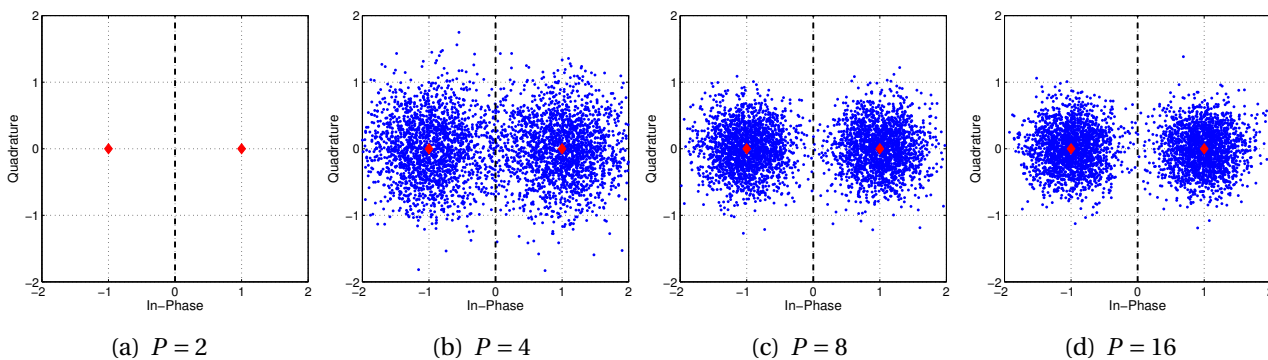 2
1
0
−1
−2
−2 −1 0 1 2
Quadrature
In−Phase
(a) P = 2
2
1
0
−1
−2
−2 −1 0 1 2
Quadrature
In−Phase
(b) P = 4
2
1
0
−1
−2
−2 −1 0 1 2
Quadrature
In−Phase
(c) P = 8
2
1
0
−1
−2
−2 −1 0 1 2
Quadrature
In−Phase
(d) P = 16